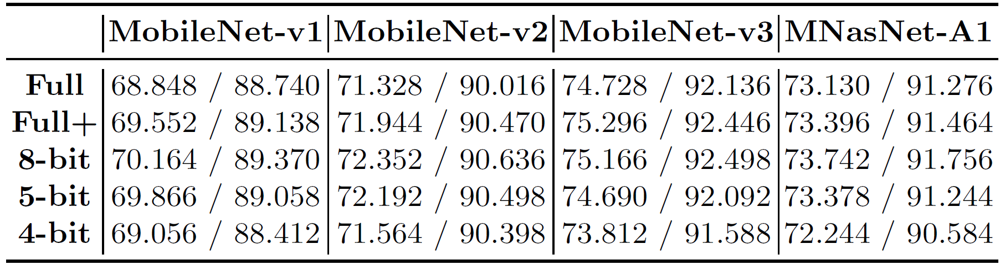 MobileNet-v1 MobileNet-v2 MobileNet-v3 MNasNet-A1
Full 68.848 / 88.740 71.328 / 90.016 74.728 / 92.136 73.130 / 91.276
Full+ 69.552 / 89.138 71.944 / 90.470 75.296 / 92.446 73.396 / 91.464
8-bit 70.164 / 89.370 72.352 / 90.636 75.166 / 92.498 73.742 / 91.756
5-bit 69.866 / 89.058 72.192 / 90.498 74.690 / 92.092 73.378 / 91.244
4-bit 69.056 / 88.412 71.564 / 90.398 73.812 / 91.588 72.244 / 90.584